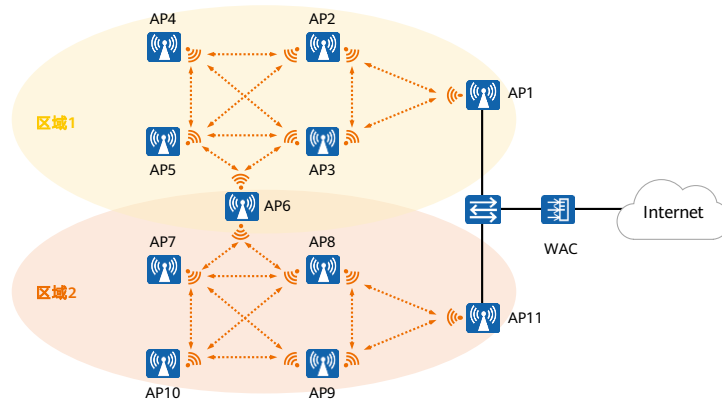 AP4
AP2
AP1
区域1
AP5
AP3
AP6
Internet
WAC
AP7
AP8
区域2
AP11
AP10
AP9